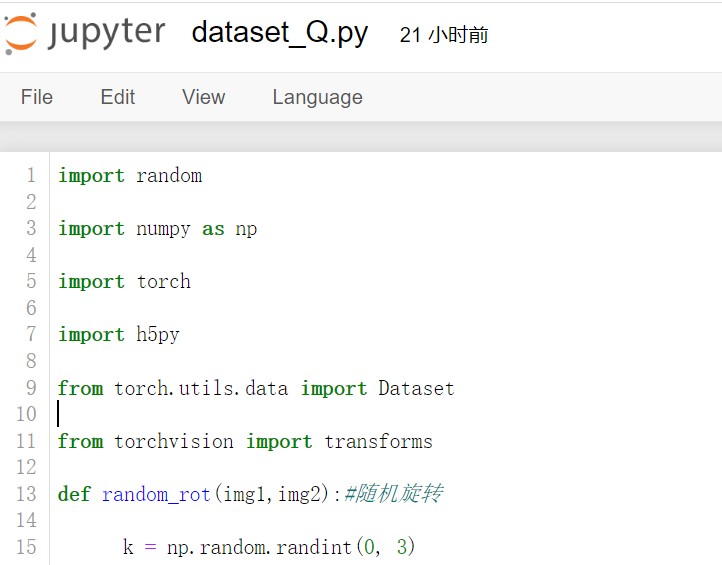 jupyter dataset_Q.py 21 小时前
File Edit View Language
1 import random
2
3 import numpy as np
4
5 import torch
6
7 import h5py
8
9 from torch.utils.data import Dataset
10
11 from torchvision import transforms
12
13 def random_rot(img1,img2):#随机旋转
14
15 k = np.random.randint(0, 3)